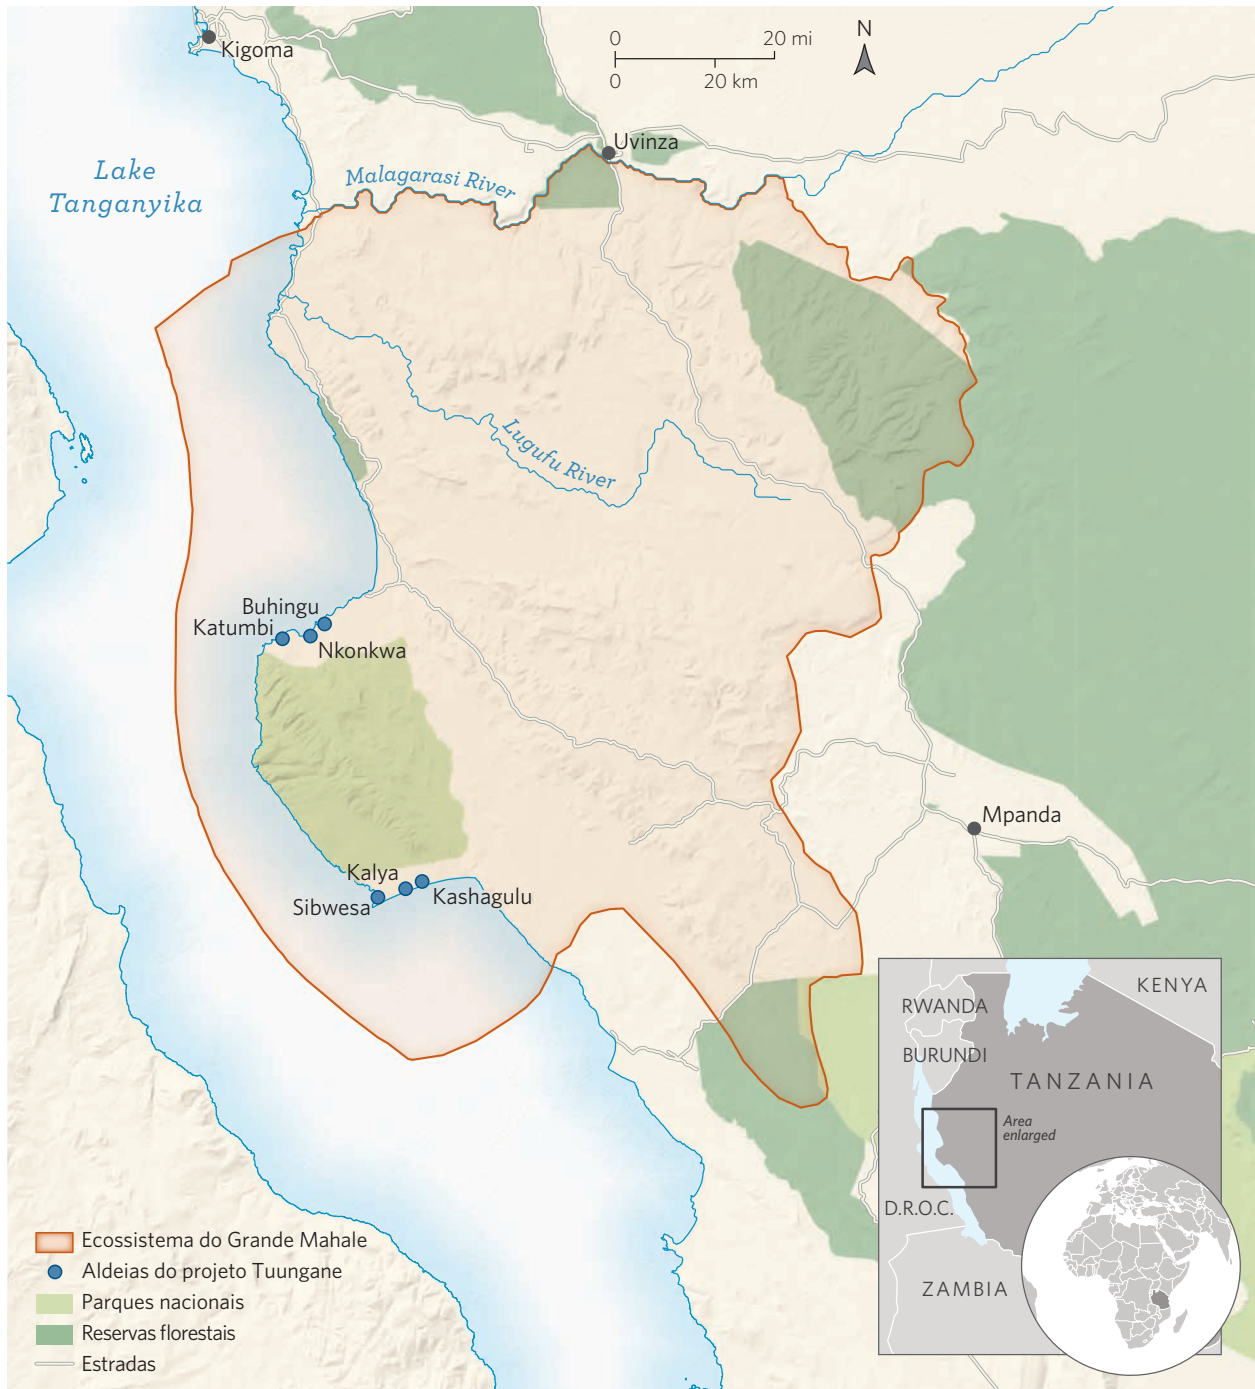 Kigoma
0 20 mi
0 20 km
N
Uvinza
Lake
Tanganyika
Malagarasi River
Lugufu River
Buhingu
Katumbi
Nkonkwa
Mpanda
Kalya
Kashagulu
Sibwesa
KENYA
RWANDA
BURUNDI
TANZANIA
Area
enlarged
D.R.O.C.
ZAMBIA
Ecossistema do Grande Mahale
Aldeias do projeto Tuungane
Parques nacionais
Reservas florestais
Estradas